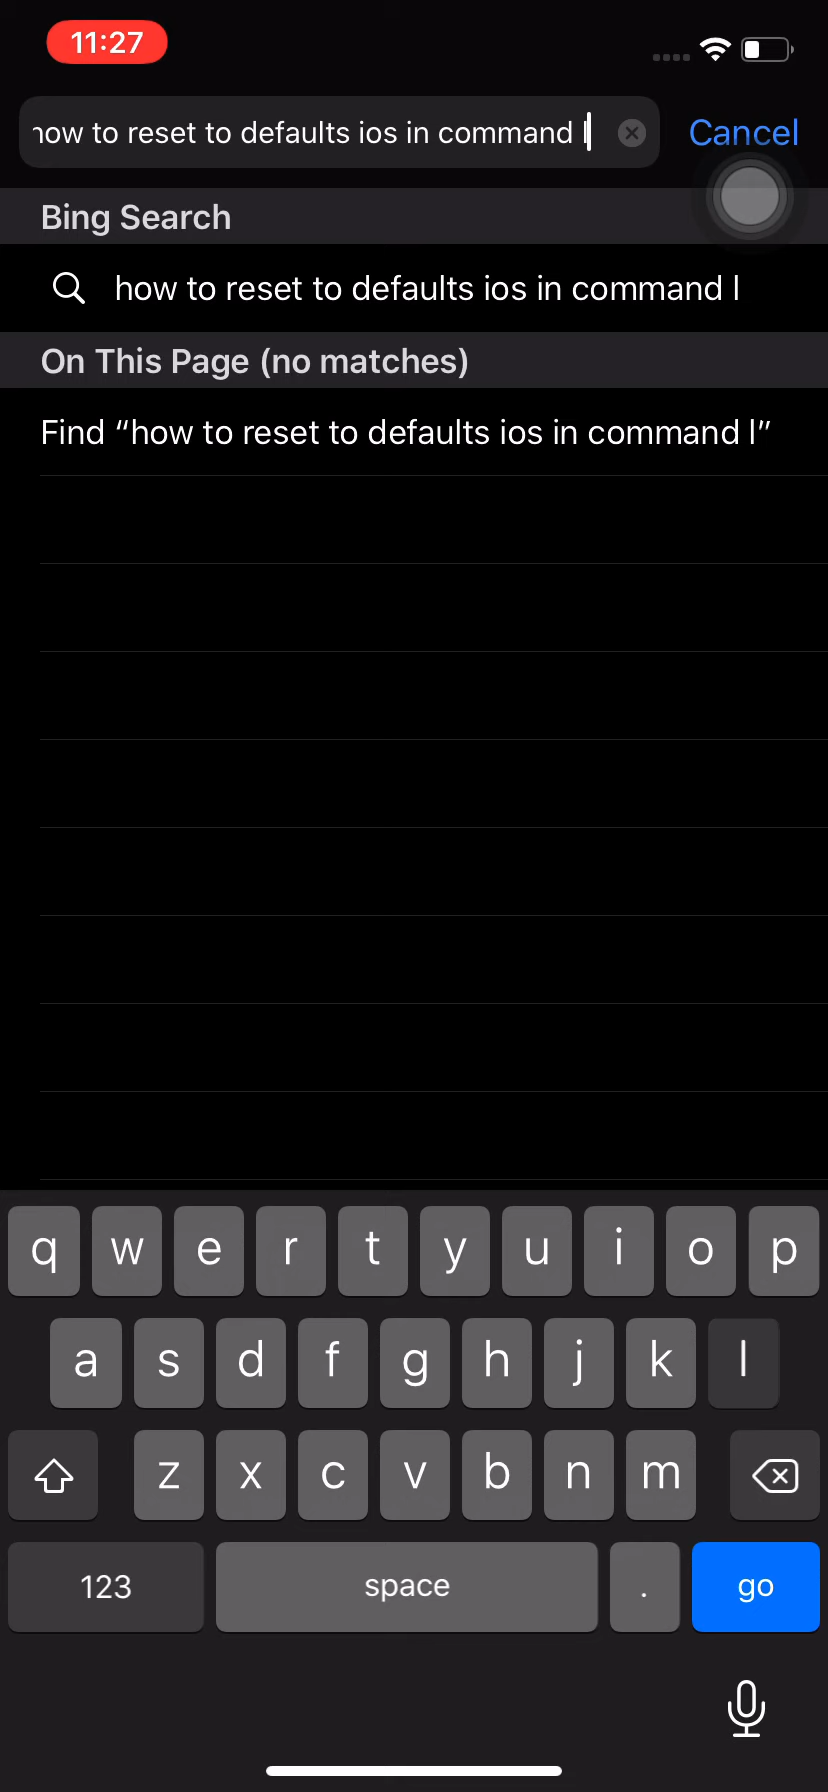 11:27
how to reset to defaults ios in command l
Cancel
Bing Search
how to reset to defaults ios in command l
On This Page (no matches)
Find “how to reset to defaults ios in command l”
q w e r t y u i o p
a s d f g h j k l
z x c v b n m
123 space . go